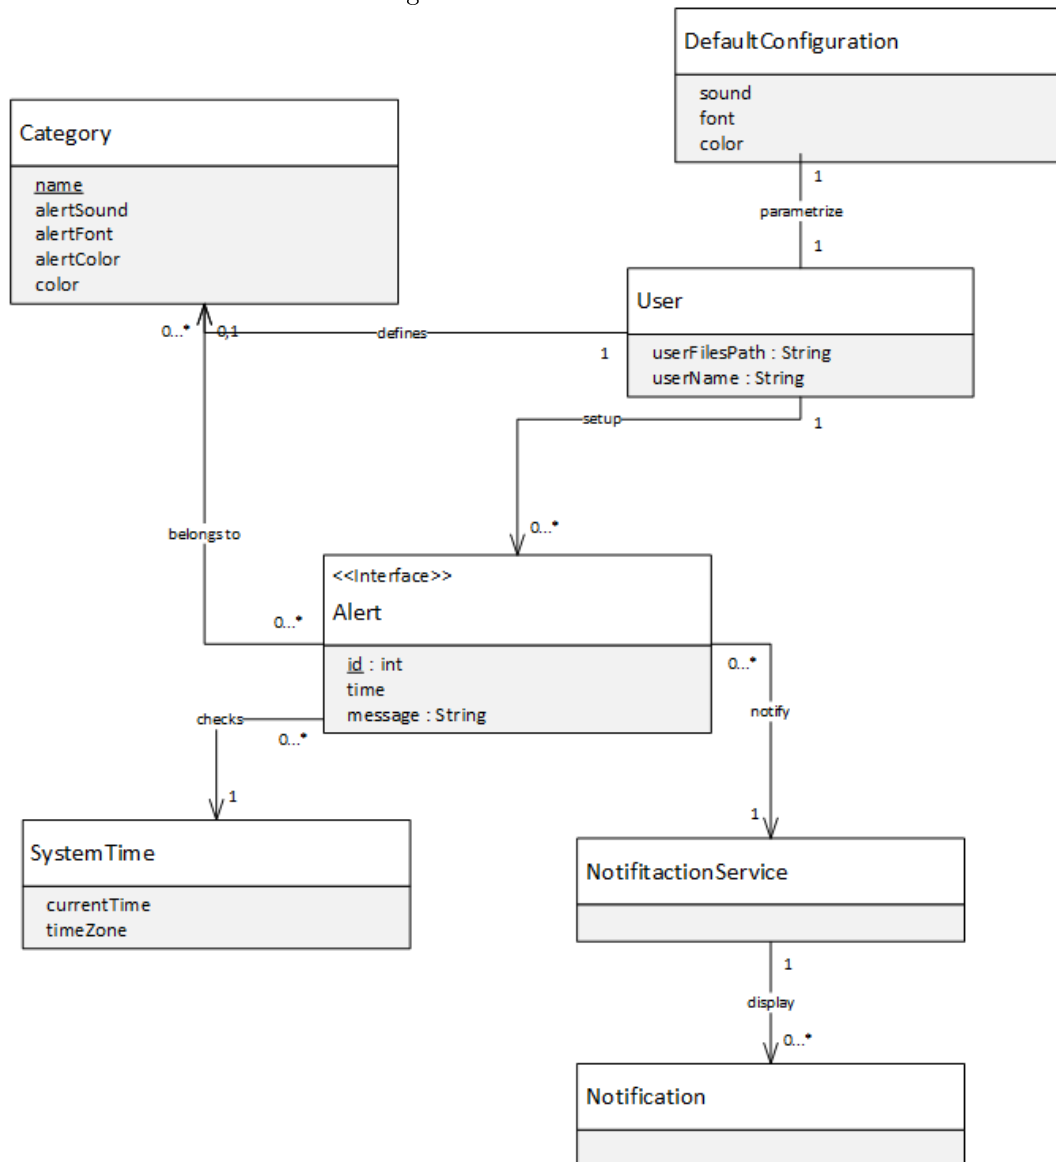 g
DefaultConfiguration
sound
font
color
Category
name
alertSound
alertFont
alertColor
color
1
parametrize
1
User
userFilesPath : String
userName : String
0...*
0,1
defines
1
setup
1
0...*
belongs to
<<Interface>>
Alert
id : int
time
message : String
0...*
0...*
notify
checks
0...*
1
1
SystemTime
currentTime
timeZone
NotifitactionService
1
display
0...*
Notification